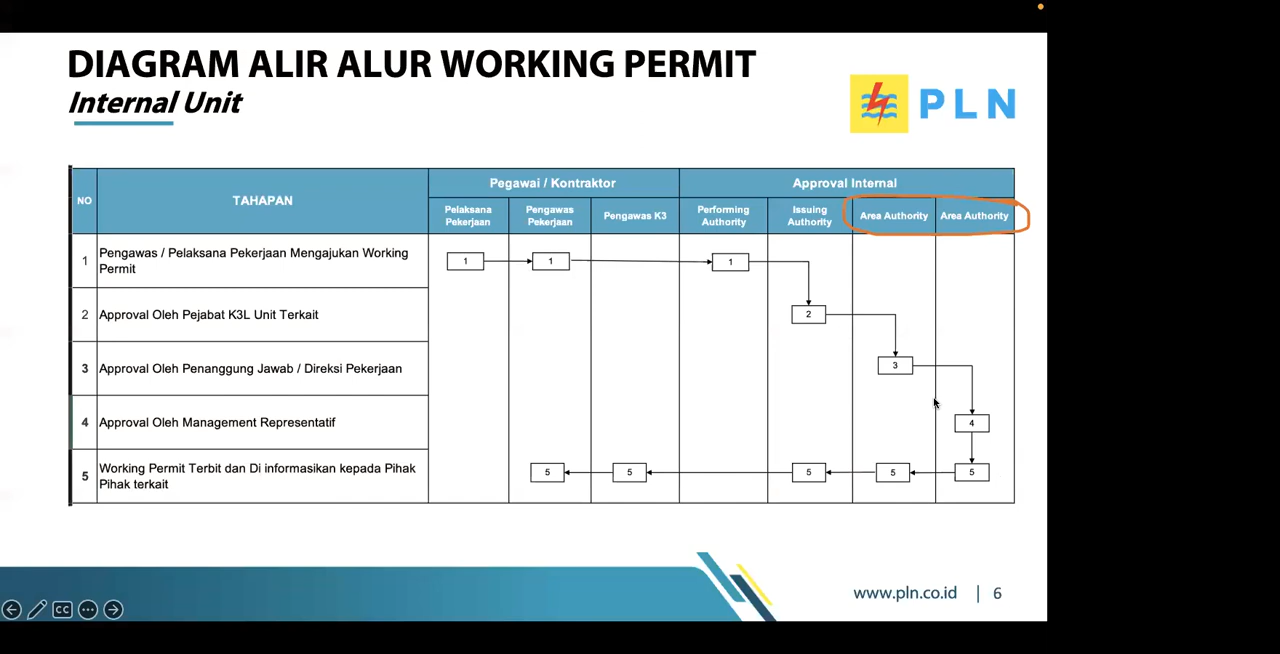 DIAGRAM ALIR ALUR WORKING PERMIT
Internal Unit
PLN
NO
TAHAPAN
Pegawai / Kontraktor
Approval Internal
Pelaksana
Pekerjaan
Pengawas
Pekerjaan
Pengawas K3
Performing
Authority
Issuing
Authority
Area Authority
Area Authority
1
Pengawas / Pelaksana Pekerjaan Mengajukan Working
Permit
1
1
1
2
Approval Oleh Pejabat K3L Unit Terkait
2
3
Approval Oleh Penanggung Jawab / Direksi Pekerjaan
3
4
Approval Oleh Management Representatif
4
5
Working Permit Terbit dan Di informasikan kepada Pihak
Pihak terkait
5
5
5
5
5
CC
www.pln.co.id | 6